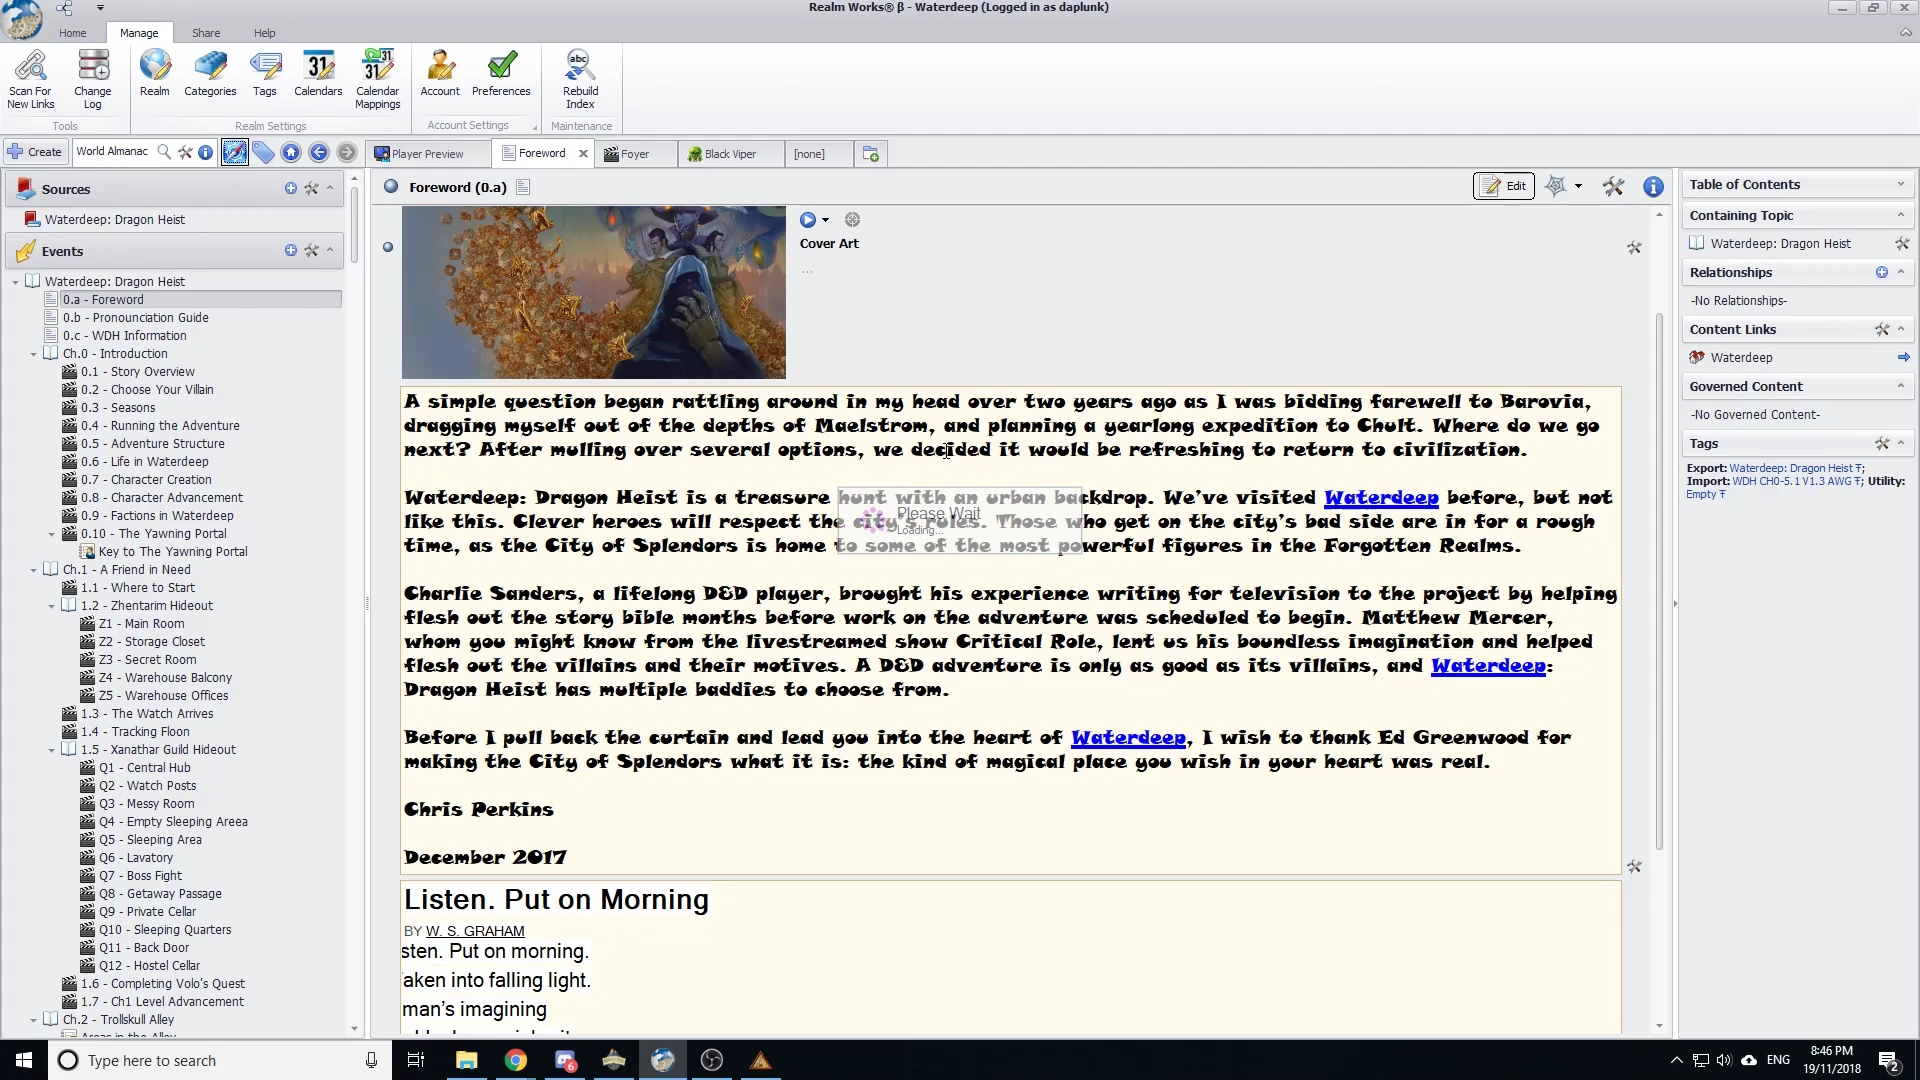 Realm Works® β - Waterdeep (Logged in as daplunk)
Home Manage Share Help
Scan For New Links
Change Log
Realm
Categories
Tags
Calendars
Calendar Mappings
Account
Preferences
Rebuild Index
Tools
Realm Settings
Account Settings
Maintenance
Create
World Almanac
Player Preview
Foreword
Foyer
Black Viper
[none]
Sources
Waterdeep: Dragon Heist
Events
Waterdeep: Dragon Heist
0.a - Foreword
0.b - Pronounciation Guide
0.c - WDH Information
Ch.0 - Introduction
0.1 - Story Overview
0.2 - Choose Your Villain
0.3 - Seasons
0.4 - Running the Adventure
0.5 - Adventure Structure
0.6 - Life in Waterdeep
0.7 - Character Creation
0.8 - Character Advancement
0.9 - Factions in Waterdeep
0.10 - The Yawning Portal
Key to The Yawning Portal
Ch.1 - A Friend in Need
1.1 - Where to Start
1.2 - Zhentarim Hideout
Z1 - Main Room
Z2 - Storage Closet
Z3 - Secret Room
Z4 - Warehouse Balcony
Z5 - Warehouse Offices
1.3 - The Watch Arrives
1.4 - Tracking Floon
1.5 - Xanathar Guild Hideout
Q1 - Central Hub
Q2 - Watch Posts
Q3 - Messy Room
Q4 - Empty Sleeping Areea
Q5 - Sleeping Area
Q6 - Lavatory
Q7 - Boss Fight
Q8 - Getaway Passage
Q9 - Private Cellar
Q10 - Sleeping Quarters
Q11 - Back Door
Q12 - Hostel Cellar
1.6 - Completing Volo's Quest
1.7 - Ch1 Level Advancement
Ch.2 - Trollskull Alley
Foreword (0.a)
Edit
Cover Art
...
A simple question began rattling around in my head over two years ago as I was bidding farewell to Barovia,
dragging myself out of the depths of Maelstrom, and planning a yearlong expedition to Chult. Where do we go
next? After mulling over several options, we decided it would be refreshing to return to civilization.
Waterdeep: Dragon Heist is a treasure hunt with an urban backdrop. We've visited Waterdeep before, but not
like this. Clever heroes will respect the city's rules. Those who get on the city's bad side are in for a rough
time, as the City of Splendors is home to some of the most powerful figures in the Forgotten Realms.
Please Wait
Loading...
Charlie Sanders, a lifelong D&D player, brought his experience writing for television to the project by helping
flesh out the story bible months before work on the adventure was scheduled to begin. Matthew Mercer,
whom you might know from the livestreamed show Critical Role, lent us his boundless imagination and helped
flesh out the villains and their motives. A D&D adventure is only as good as its villains, and Waterdeep:
Dragon Heist has multiple baddies to choose from.
Before I pull back the curtain and lead you into the heart of Waterdeep, I wish to thank Ed Greenwood for
making the City of Splendors what it is: the kind of magical place you wish in your heart was real.
Chris Perkins
December 2017
Listen. Put on Morning
BY W. S. GRAHAM
sten. Put on morning.
aken into falling light.
man's imagining
Table of Contents
Containing Topic
Waterdeep: Dragon Heist
Relationships
-No Relationships-
Content Links
Waterdeep
Governed Content
-No Governed Content-
Tags
Export: Waterdeep: Dragon Heist Ŧ;
Import: WDH CH0-5.1 V1.3 AWG Ŧ; Utility:
Empty Ŧ
Type here to search
ENG
8:46 PM
19/11/2018
2